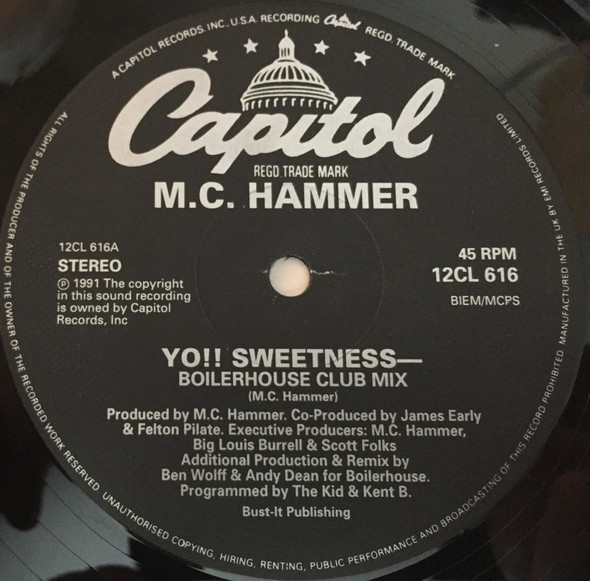 A CAPITOL RECORDS. INC.. U.S.A. RECORDING Capitol REGD. TRADE MARK
Capitol
REGD. TRADE MARK
M.C. HAMMER
12CL 616A
STEREO
℗ 1991 The copyright
in this sound recording
is owned by Capitol
Records, Inc
45 RPM
12CL 616
BIEM/MCPS
YO!! SWEETNESS—
BOILERHOUSE CLUB MIX
(M.C. Hammer)
Produced by M.C. Hammer. Co-Produced by James Early
& Felton Pilate. Executive Producers: M.C. Hammer,
Big Louis Burrell & Scott Folks
Additional Production & Remix by
Ben Wolff & Andy Dean for Boilerhouse.
Programmed by The Kid & Kent B.
Bust-It Publishing
ALL RIGHTS OF THE PRODUCER AND OF THE OWNER OF THE RECORDED WORK RESERVED. UNAUTHORISED COPYING, HIRING, RENTING, PUBLIC PERFORMANCE AND BROADCASTING OF THIS RECORD PROHIBITED. MANUFACTURED IN THE UK BY EMI RECORDS LIMITED